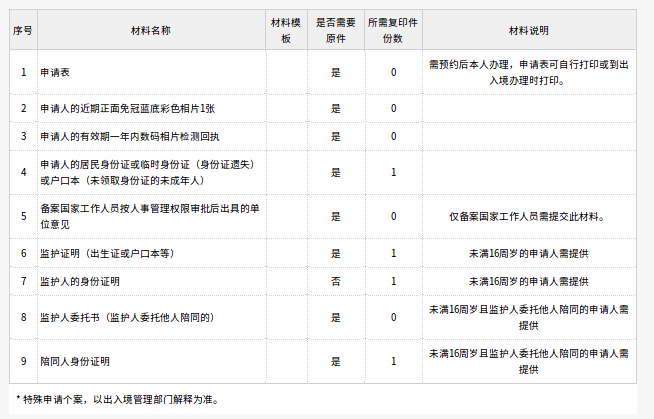 序号 材料名称 材料模板 是否需要原件 所需复印件份数 材料说明
1 申请表 是 0 需预约后本人办理，申请表可自行打印或到出
入境办理时打印。
2 申请人的近期正面免冠蓝底彩色相片1张 是 0
3 申请人的有效期一年内数码相片检测回执 是 0
4 申请人的居民身份证或临时身份证（身份证遗失）
或户口本（未领取身份证的未成年人） 是 1
5 备案国家工作人员按人事管理权限审批后出具的单
位意见 是 0 仅备案国家工作人员需提交此材料。
6 监护证明（出生证或户口本等） 是 1 未满16周岁的申请人需提供
7 监护人的身份证明 否 1 未满16周岁的申请人需提供
8 监护人委托书（监护人委托他人陪同的） 是 0 未满16周岁且监护人委托他人陪同的申请人需
提供
9 陪同人身份证明 是 1 未满16周岁且监护人委托他人陪同的申请人需
提供
* 特殊申请个案，以出入境管理部门解释为准。